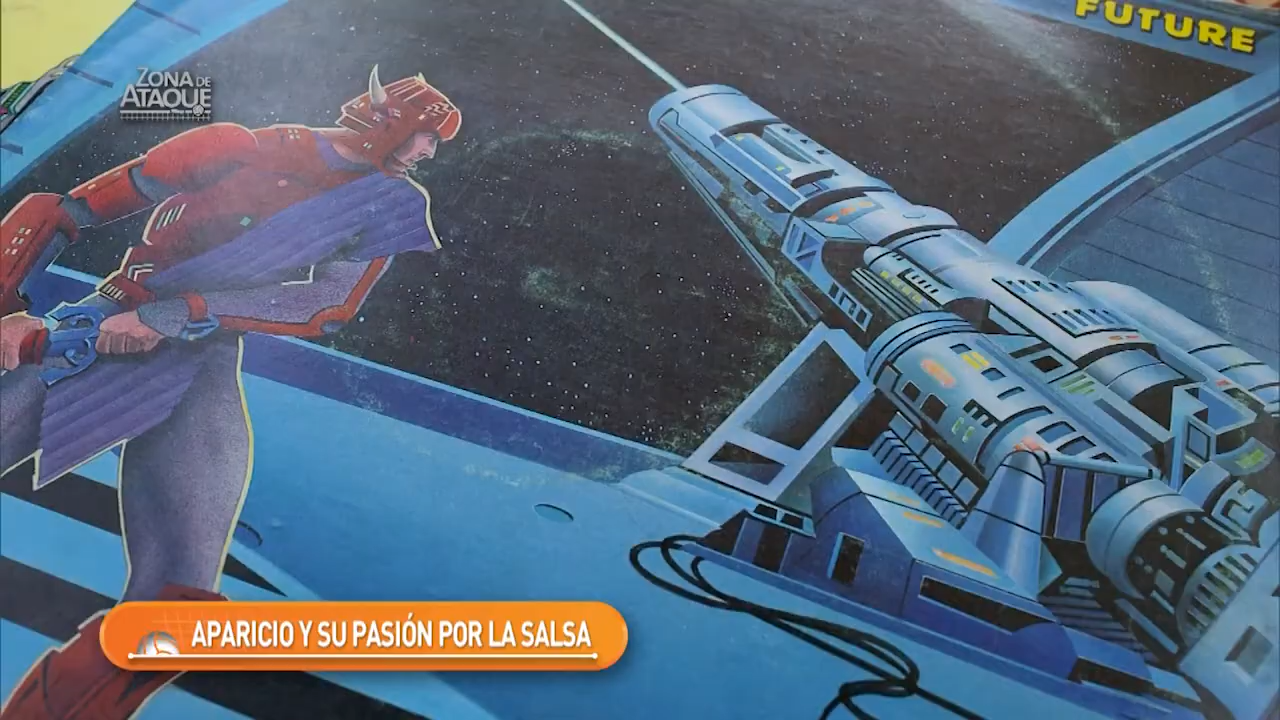 FUTURE
ZONA DE
ATAQUE
APARICIO Y SU PASIÓN POR LA SALSA